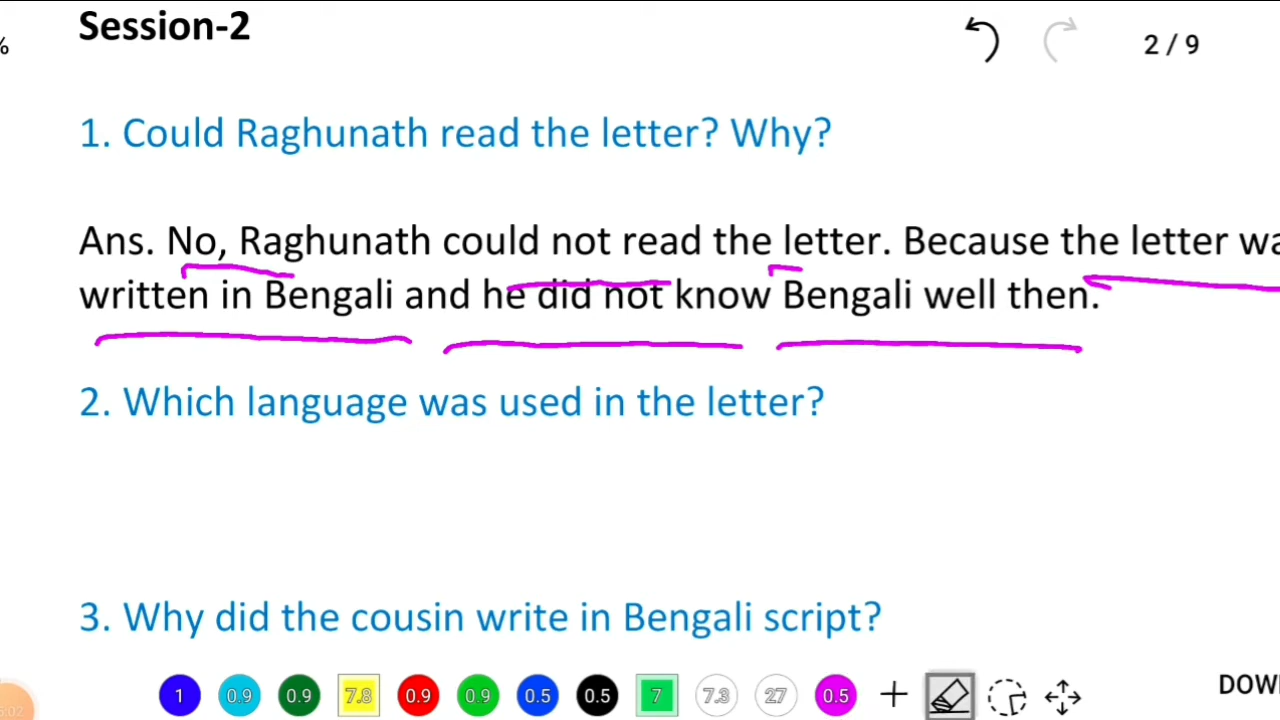 Session-2
%
2 / 9
1. Could Raghunath read the letter? Why?
Ans. No, Raghunath could not read the letter. Because the letter wa
written in Bengali and he did not know Bengali well then.
2. Which language was used in the letter?
3. Why did the cousin write in Bengali script?
1 0.9 0.9 7.8 0.9 0.9 0.5 0.5 7 7.3 27 0.5
DOW